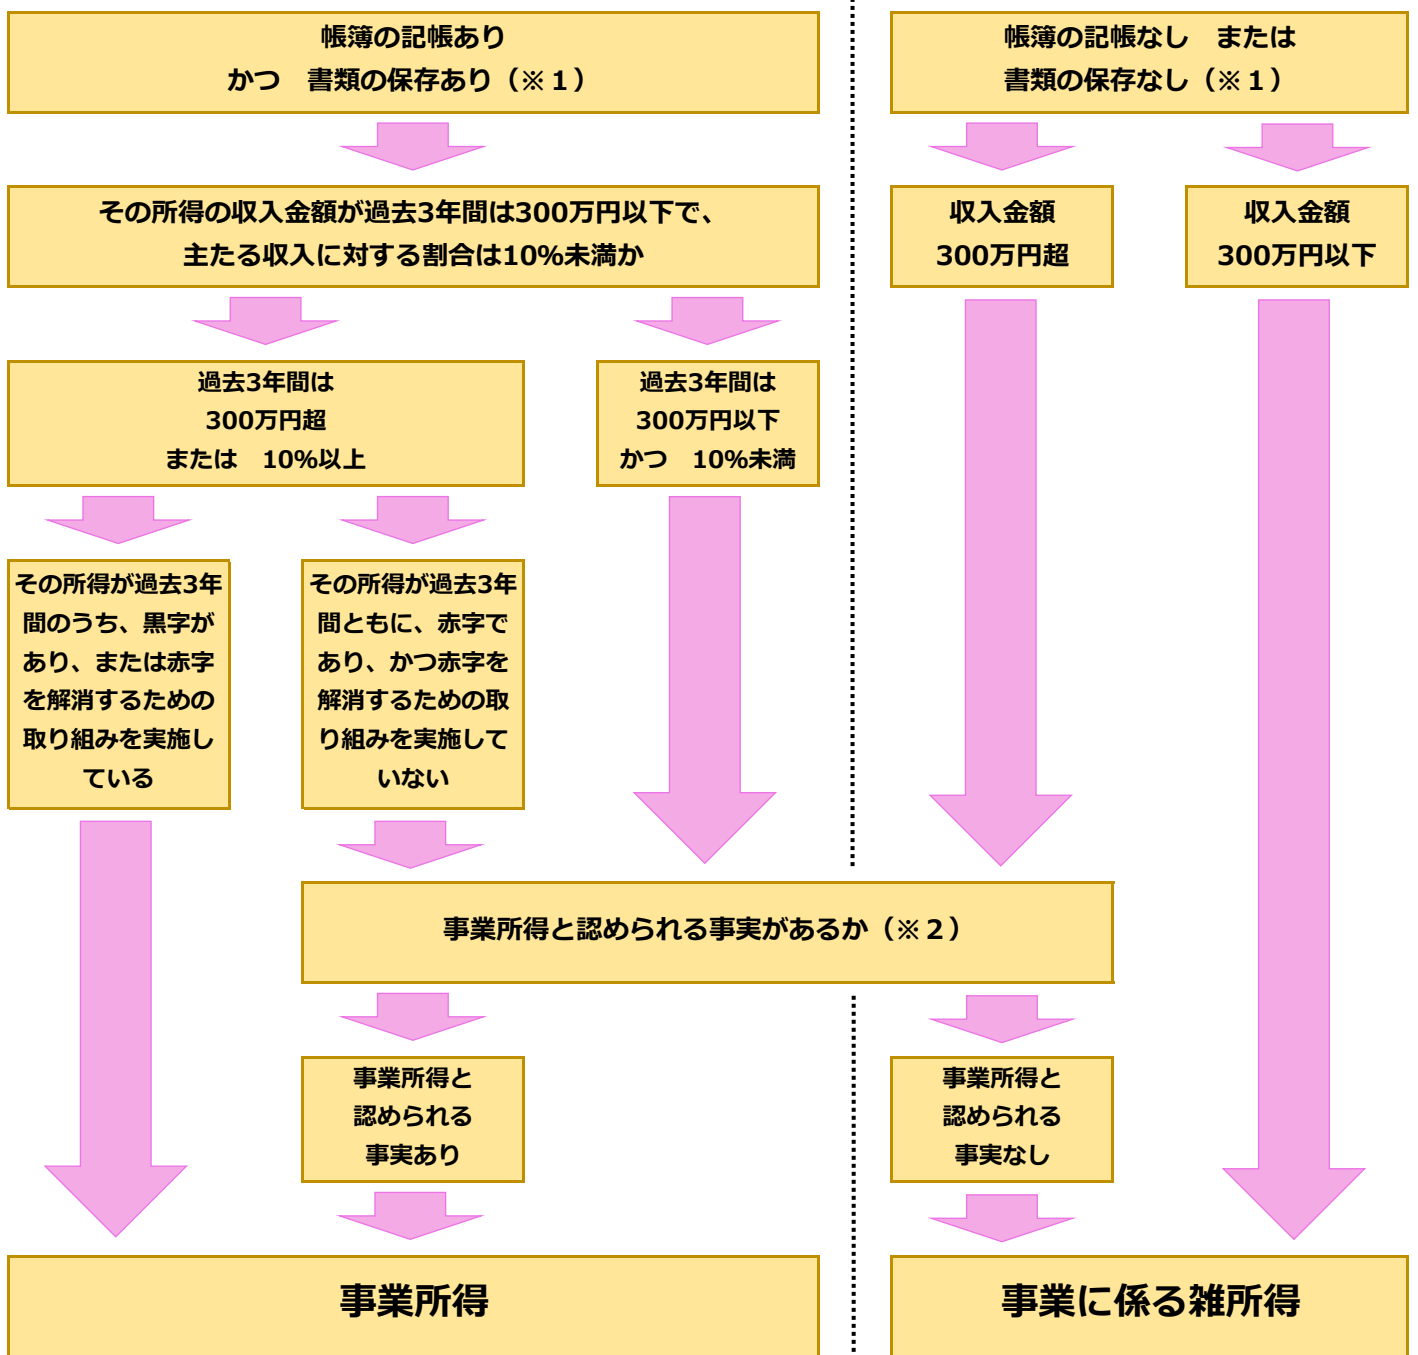 帳簿の記帳あり
かつ　書類の保存あり（※１）
帳簿の記帳なし　または
書類の保存なし（※１）
その所得の収入金額が過去3年間は300万円以下で、
主たる収入に対する割合は10%未満か
収入金額
300万円超
収入金額
300万円以下
過去3年間は
300万円超
または　10%以上
過去3年間は
300万円以下
かつ　10%未満
その所得が過去3年
間のうち、黒字が
あり、または赤字
を解消するための
取り組みを実施し
ている
その所得が過去3年
間ともに、赤字で
あり、かつ赤字を
解消するための取
り組みを実施して
いない
事業所得と認められる事実があるか（※２）
事業所得と
認められる
事実あり
事業所得と
認められる
事実なし
事業所得
事業に係る雑所得